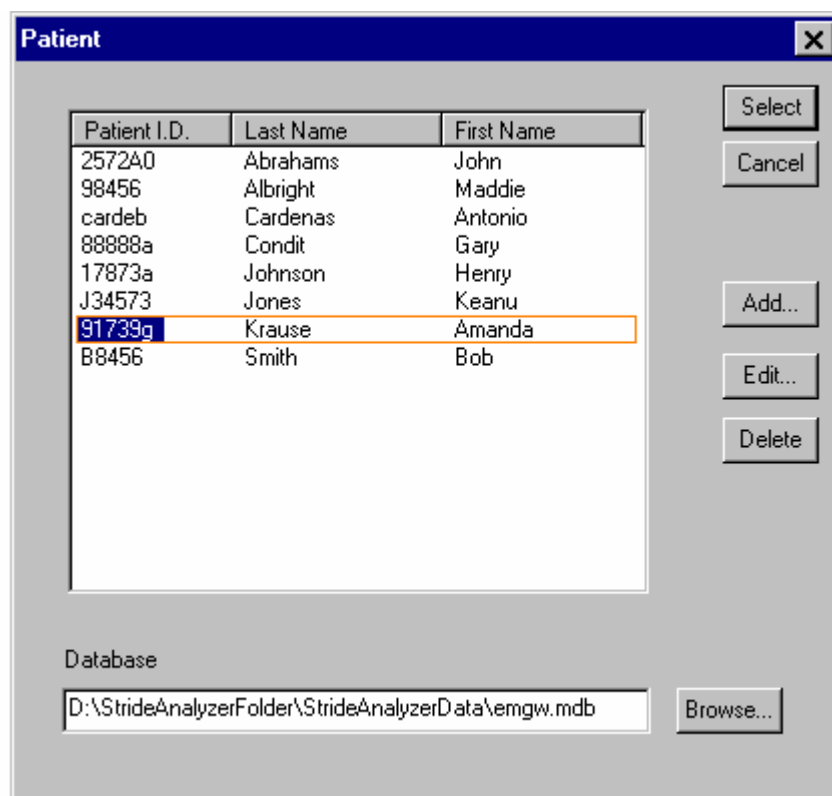 Patient
Select
Cancel
Patient I.D. Last Name First Name
2572A0 Abrahams John
98456 Albright Maddie
cardeb Cardenas Antonio
88888a Condit Gary
17873a Johnson Henry
J34573 Jones Keanu
91739g Krause Amanda
B8456 Smith Bob
Add...
Edit...
Delete
Database
D:\StrideAnalyzerFolder\StrideAnalyzerData\emgw.mdb Browse...